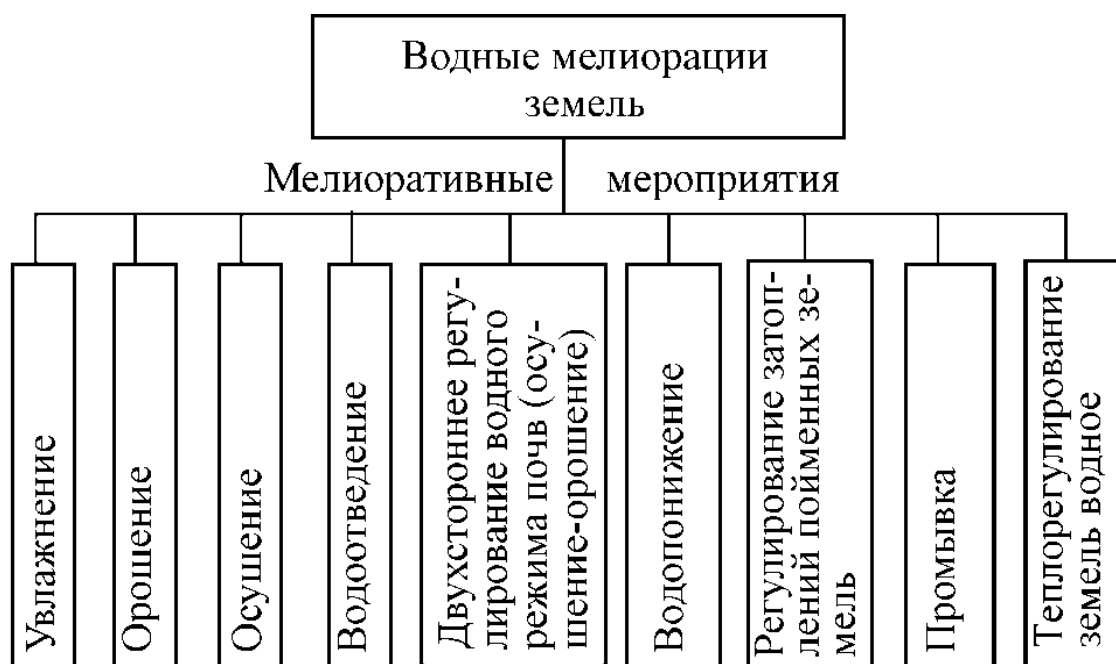 Водные мелиорации
земель
Мелиоративные мероприятия
Увлажнение
Орошение
Осушение
Водоотведение
Двухстороннее регу-
лирование водного
режима почв (осу-
шение-орошение)
Водопонижение
Регулирование затоп-
лений пойменных зе-
мель
Промывка
Теплорегулирование
земель водное